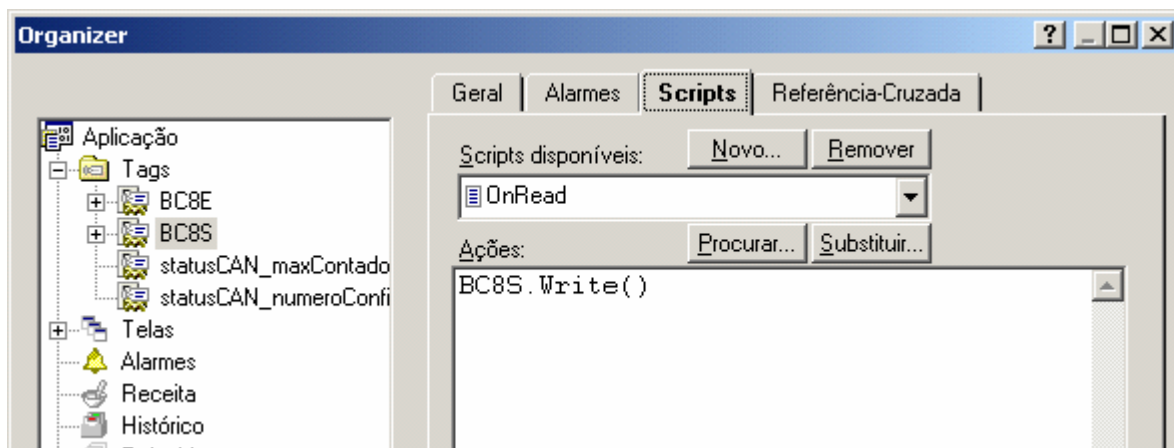 Organizer
Geral Alarmes Scripts Referência-Cruzada
Aplicação
Tags
BC8E
BC8S
statusCAN_maxContado
statusCAN_numeroConfi
Telas
Alarmes
Receita
Histórico
Scripts disponíveis: Novo... Remover
OnRead
Ações: Procurar... Substituir...
BC8S.Write()